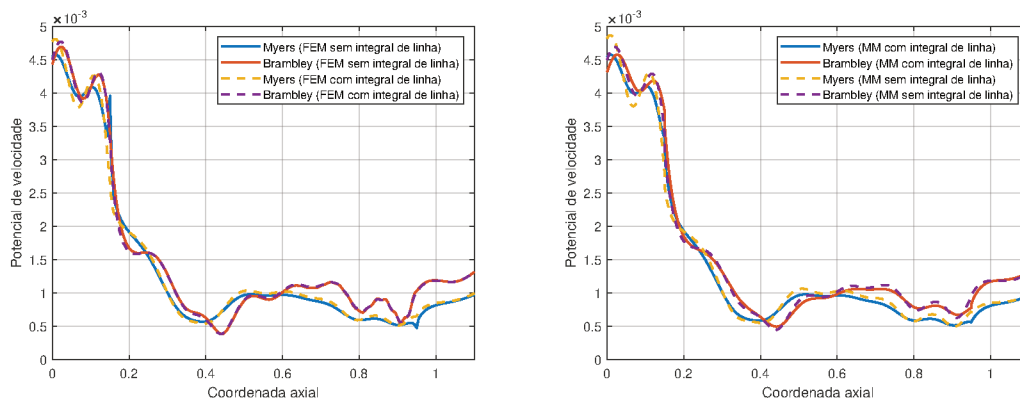 ×10⁻³
5
4.5
4
3.5
3
2.5
2
1.5
1
0.5
0
Potencial de velocidade
Myers (FEM sem integral de linha)
Brambley (FEM sem integral de linha)
Myers (FEM com integral de linha)
Brambley (FEM com integral de linha)
0 0.2 0.4 0.6 0.8 1
Coordenada axial
×10⁻³
5
4.5
4
3.5
3
2.5
2
1.5
1
0.5
0
Potencial de velocidade
Myers (MM com integral de linha)
Brambley (MM com integral de linha)
Myers (MM sem integral de linha)
Brambley (MM sem integral de linha)
0 0.2 0.4 0.6 0.8 1
Coordenada axial